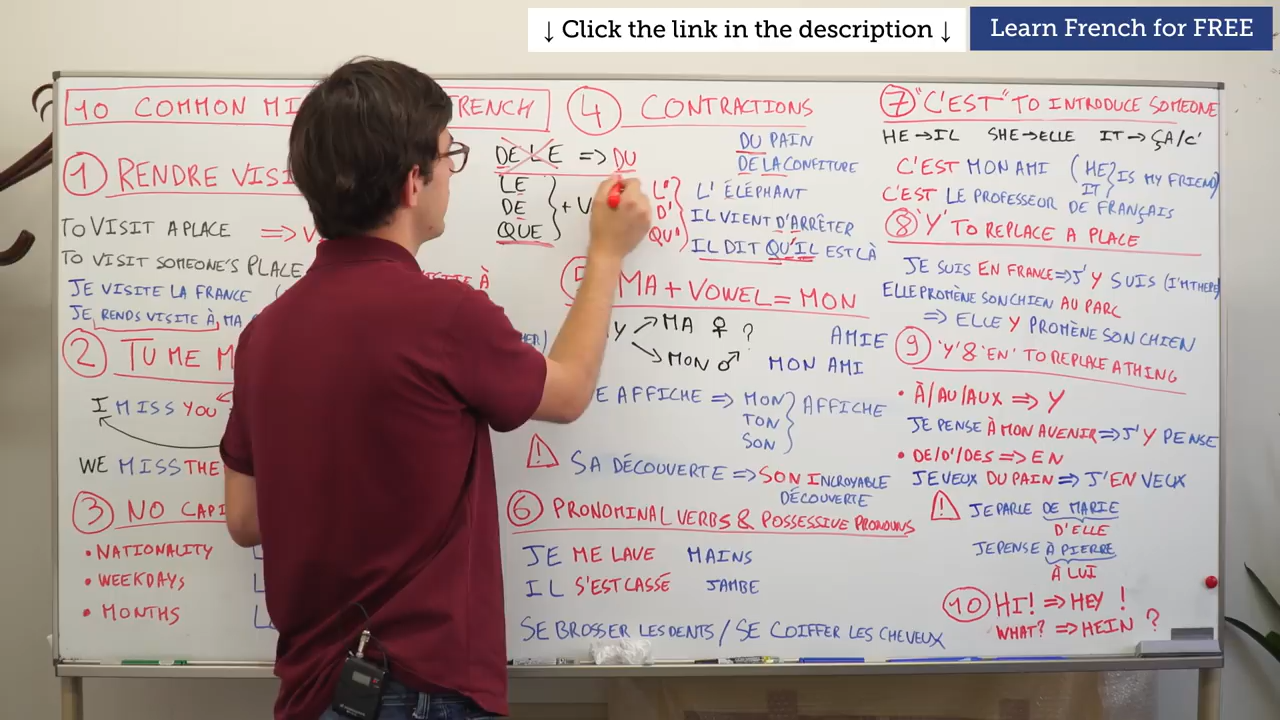 ↓ Click the link in the description ↓
Learn French for FREE
10 COMMON FRENCH
① RENDRE
TO VISIT A PLACE =>
TO VISIT SOMEONE'S PLACE
JE VISITE LA FRANCE
JE RENDS VISITE À MA
À
② TU ME
I MISS YOU
WE MISS
③ NO
• NATIONALITY
• WEEKDAYS
• MONTHS
④ CONTRACTIONS
DE LE => DU
DU PAIN
DE LA CONFITURE
LE
DE
QUE
+
L'
D'
QU'
L' ÉLÉPHANT
IL VIENT D'ARRÊTER
IL DIT QU'IL EST LÀ
MA + VOWEL = MON
MA ♀ ?
MON ♂
AMIE
MON AMI
AFFICHE => MON
TON
SON
AFFICHE
⚠ SA DÉCOUVERTE => SON INCROYABLE
DÉCOUVERTE
⑥ PRONOMINAL VERBS & POSSESSIVE PRONOUNS
JE ME LAVE MAINS
IL S'EST CASSÉ JAMBE
SE BROSSER LES DENTS / SE COIFFER LES CHEVEUX
⑦ "C'EST" TO INTRODUCE SOMEONE
HE → IL SHE → ELLE IT → ÇA/C'
C'EST MON AMI (HE IS MY FRIEND)
IT
C'EST LE PROFESSEUR DE FRANÇAIS
⑧ 'Y' TO REPLACE A PLACE
JE SUIS EN FRANCE => J'Y SUIS (I'M THERE)
ELLE PROMÈNE SON CHIEN AU PARC
=> ELLE Y PROMÈNE SON CHIEN
⑨ 'Y' & 'EN' TO REPLACE A THING
• À/AU/AUX => Y
JE PENSE À MON AVENIR => J'Y PENSE
• DE/D'/DES => EN
JE VEUX DU PAIN => J'EN VEUX
⚠ JE PARLE DE MARIE
D'ELLE
JE PENSE À PIERRE
À LUI
⑩ HI! => HEY !
WHAT? => HEIN ?